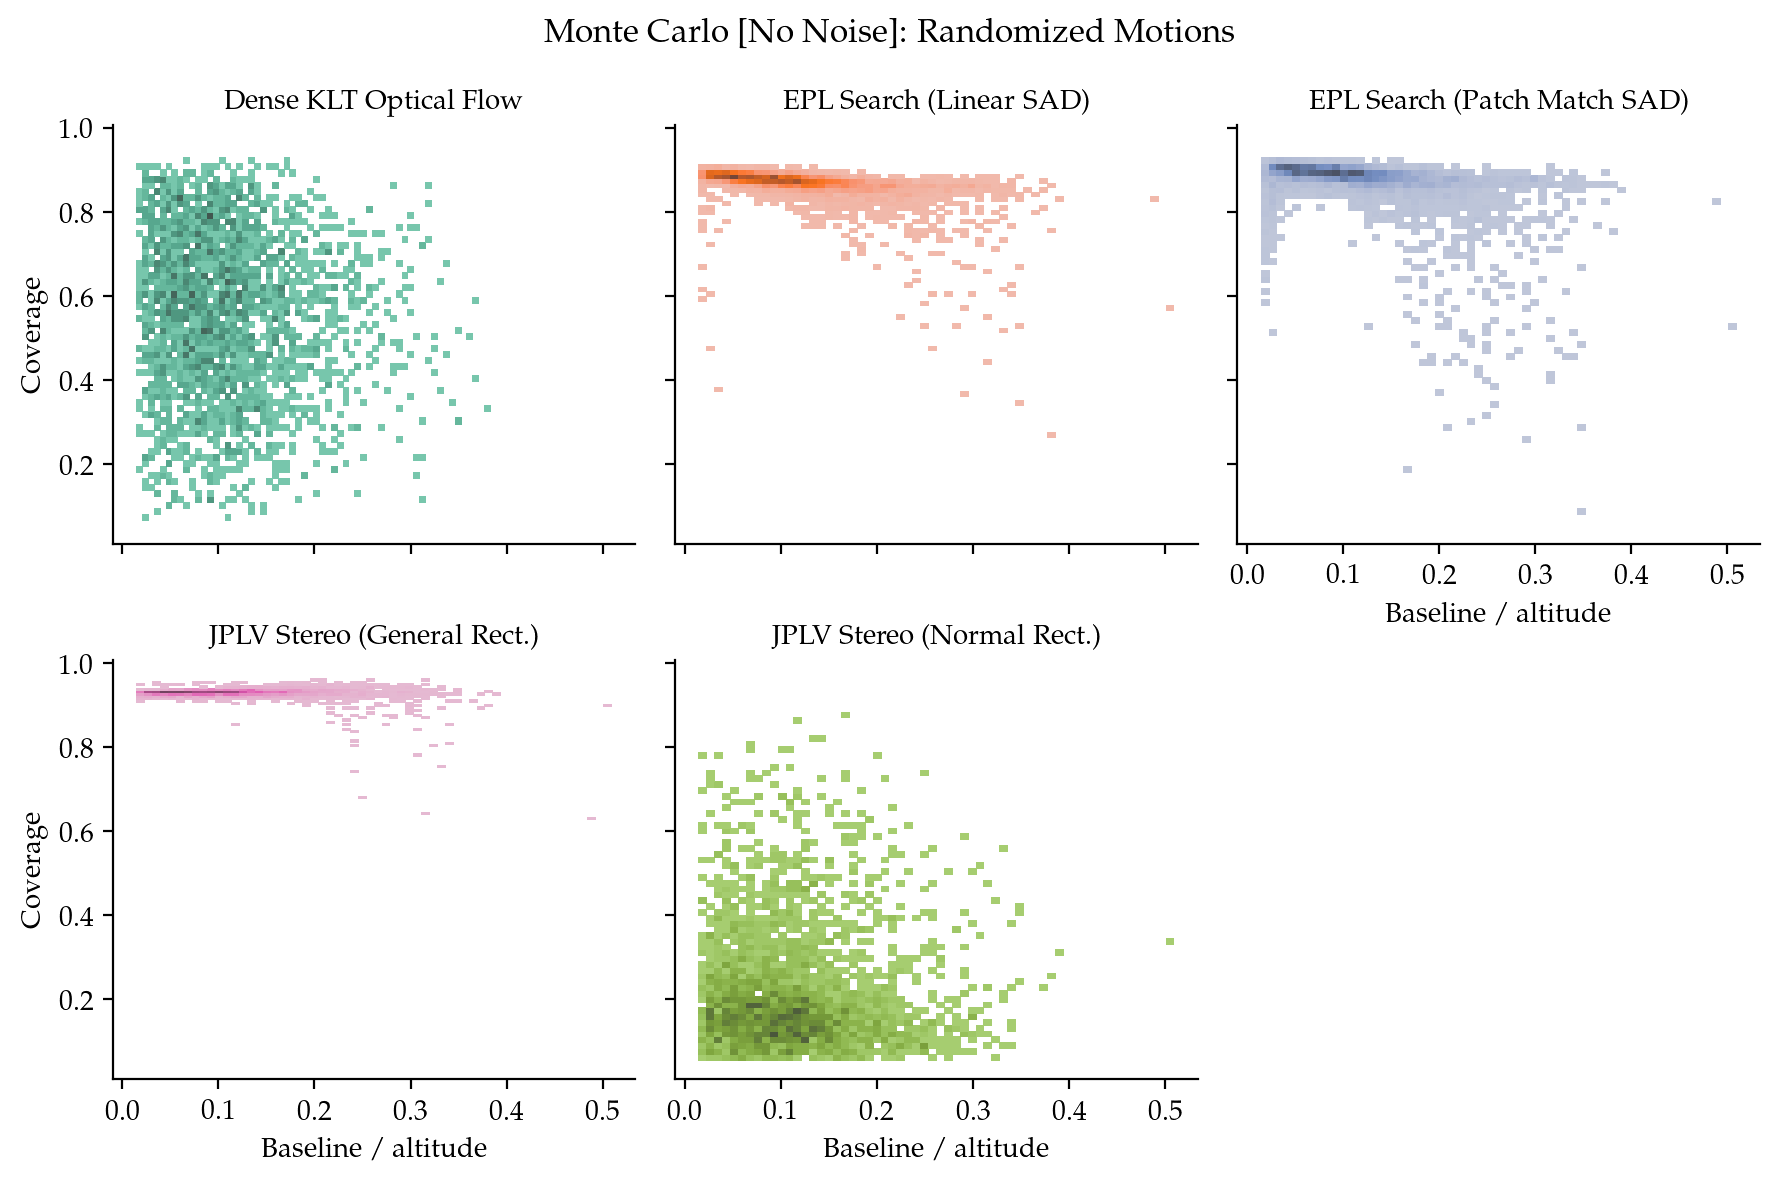 Monte Carlo [No Noise]: Randomized Motions
Dense KLT Optical Flow
EPL Search (Linear SAD)
EPL Search (Patch Match SAD)
1.0
0.8
0.6
0.4
0.2
Coverage
0.0 0.1 0.2 0.3 0.4 0.5
Baseline / altitude
JPLV Stereo (General Rect.)
JPLV Stereo (Normal Rect.)
1.0
0.8
0.6
0.4
0.2
Coverage
0.0 0.1 0.2 0.3 0.4 0.5
Baseline / altitude
0.0 0.1 0.2 0.3 0.4 0.5
Baseline / altitude